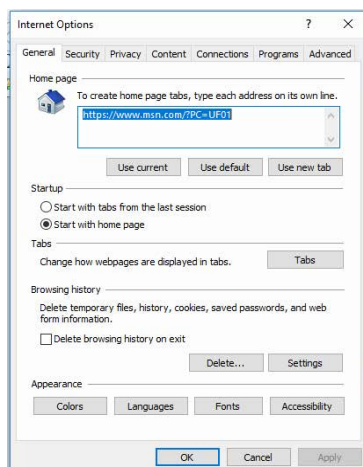 Internet Options
? X
General Security Privacy Content Connections Programs Advanced
Home page
To create home page tabs, type each address on its own line.
https://www.msn.com/?PC=UF01
Use current Use default Use new tab
Startup
Start with tabs from the last session
Start with home page
Tabs
Change how webpages are displayed in tabs. Tabs
Browsing history
Delete temporary files, history, cookies, saved passwords, and web
form information.
Delete browsing history on exit
Delete... Settings
Appearance
Colors Languages Fonts Accessibility
OK Cancel Apply